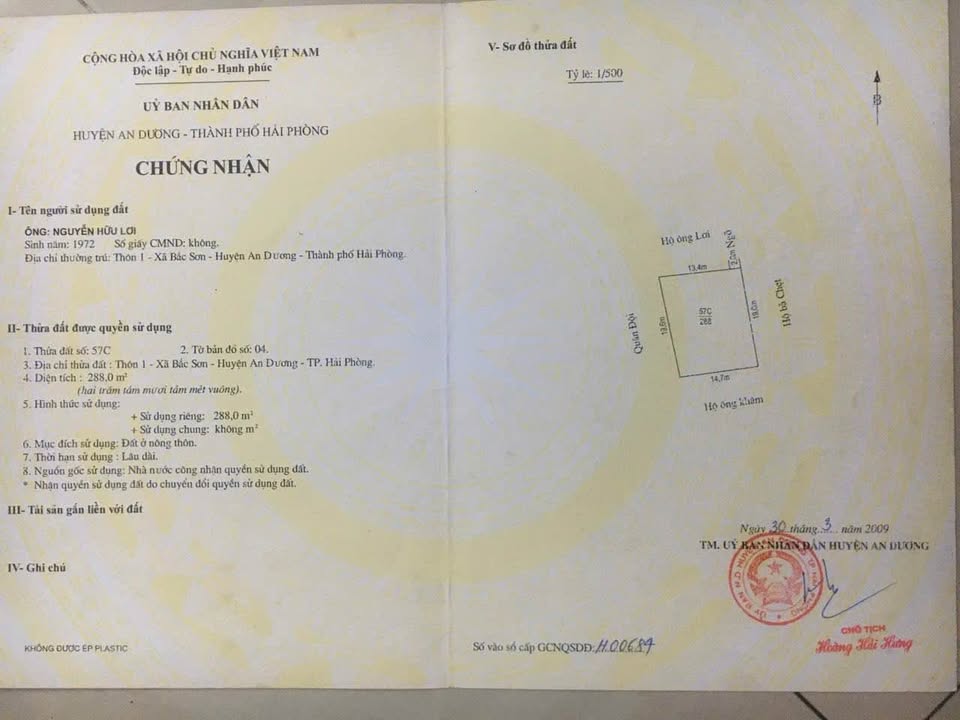 CỘNG HÒA XÃ HỘI CHỦ NGHĨA VIỆT NAM
Độc lập - Tự do - Hạnh phúc
UỶ BAN NHÂN DÂN
HUYỆN AN DƯƠNG - THÀNH PHỐ HẢI PHÒNG
CHỨNG NHẬN
I- Tên người sử dụng đất
ÔNG: NGUYỄN HỮU LƠI
Sinh năm: 1972 Số giấy CMND: không.
Địa chỉ thường trú: Thôn 1 - Xã Bắc Sơn - Huyện An Dương - Thành phố Hải Phòng.
II- Thửa đất được quyền sử dụng
1. Thửa đất số: 57C 2. Tờ bản đồ số: 04.
3. Địa chỉ thửa đất : Thôn 1 - Xã Bắc Sơn - Huyện An Dương - TP. Hải Phòng.
4. Diện tích : 288,0 m²
(hai trăm tám mươi tám mét vuông).
5. Hình thức sử dụng:
+ Sử dụng riêng: 288,0 m²
+ Sử dụng chung: không m²
6. Mục đích sử dụng: Đất ở nông thôn.
7. Thời hạn sử dụng : Lâu dài.
8. Nguồn gốc sử dụng: Nhà nước công nhận quyền sử dụng đất.
* Nhận quyền sử dụng đất do chuyển đổi quyền sử dụng đất.
III- Tài sản gắn liền với đất
IV- Ghi chú
KHÔNG ĐƯỢC ÉP PLASTIC
V- Sơ đồ thửa đất
Tỷ lệ: 1/500
B
Hộ ông Lơi
Ngõ
2,0m
13,4m
57C
288
19,6m
19,0m
Quân Đội
Hộ bà Chẹt
14,7m
Hộ ông khâm
Ngày 30 tháng 3 năm 2009
TM. UỶ BAN NHÂN DÂN HUYỆN AN DƯƠNG
CHỦ TỊCH
Hoàng Hải Hưng
Số vào sổ cấp GCNQSDĐ: H00684